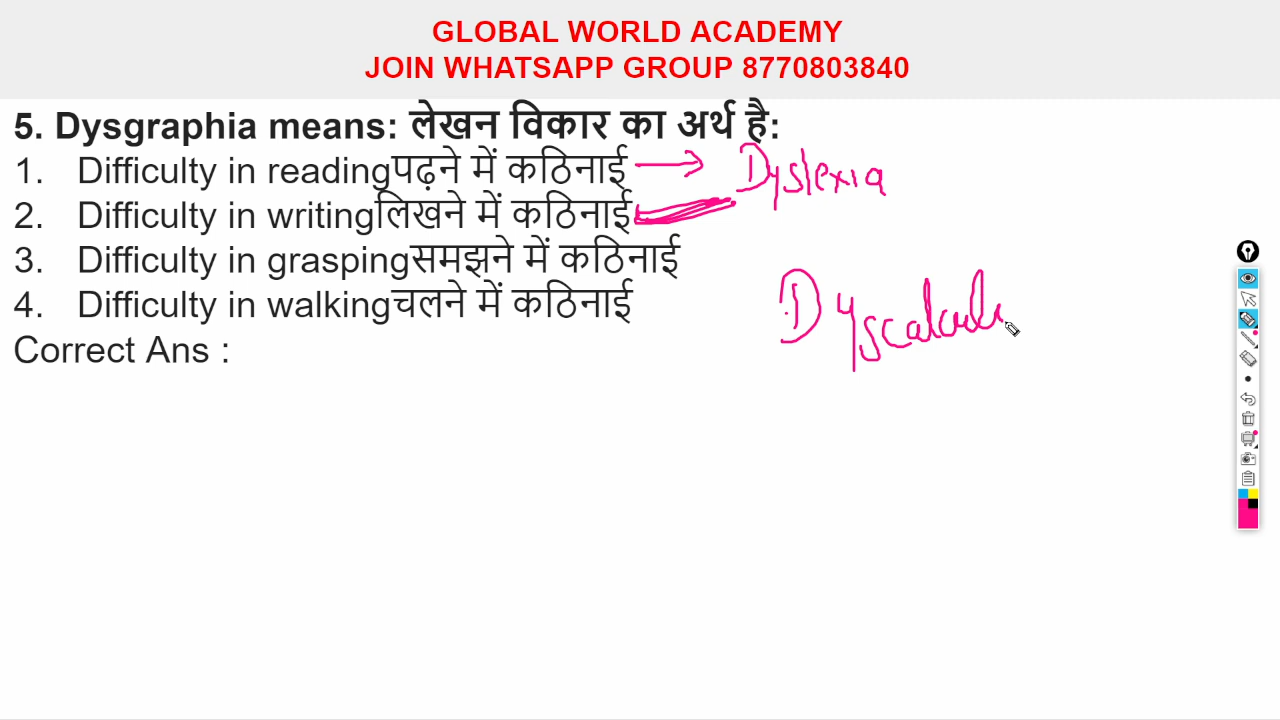 GLOBAL WORLD ACADEMY
JOIN WHATSAPP GROUP 8770803840
5. Dysgraphia means: लेखन विकार का अर्थ है:
1. Difficulty in readingपढ़ने में कठिनाई → Dyslexia
2. Difficulty in writingलिखने में कठिनाई
3. Difficulty in graspingसमझने में कठिनाई
4. Difficulty in walkingचलने में कठिनाई
Dyscalculi
Correct Ans :